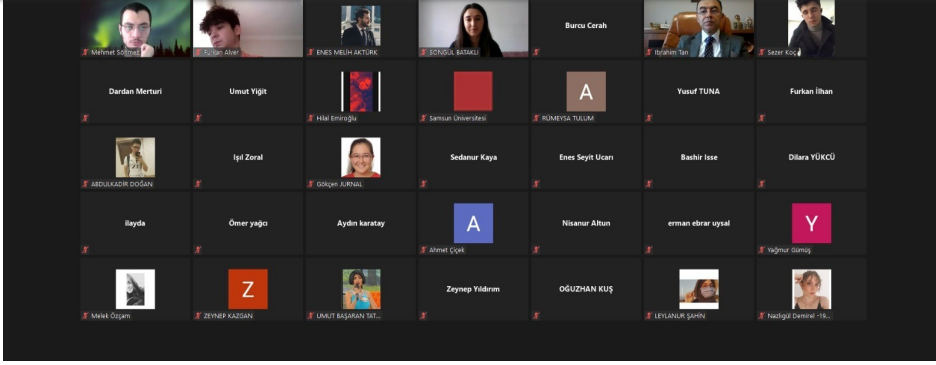 Mehmet Sönmez
Furkan Alver
ENES MELİH AKTÜRK
SONGÜL BATAKLI
Burcu Cerah
Ibrahim Tan
Sezer Koç
Dardan Merturi
Umut Yiğit
Hilal Emiroğlu
Samsun Üniversitesi
A
RÜMEYSA TULUM
Yusuf TUNA
Furkan İlhan
ABDULKADİR DOĞAN
Işıl Zoral
Gökçen JURNAL
Sedanur Kaya
Enes Seyit Ucarı
Bashir Isse
Dilara YÜKCÜ
ilayda
Ömer yağcı
Aydın karatay
A
Ahmet Çiçek
Nisanur Altun
erman ebrar uysal
Y
Yağmur Gümüş
Melek Özçam
Z
ZEYNEP KAZGAN
UMUT BAŞARAN TAT...
Zeynep Yıldırım
OĞUZHAN KUŞ
LEYLANUR ŞAHİN
Nazlıgül Demirel -19...